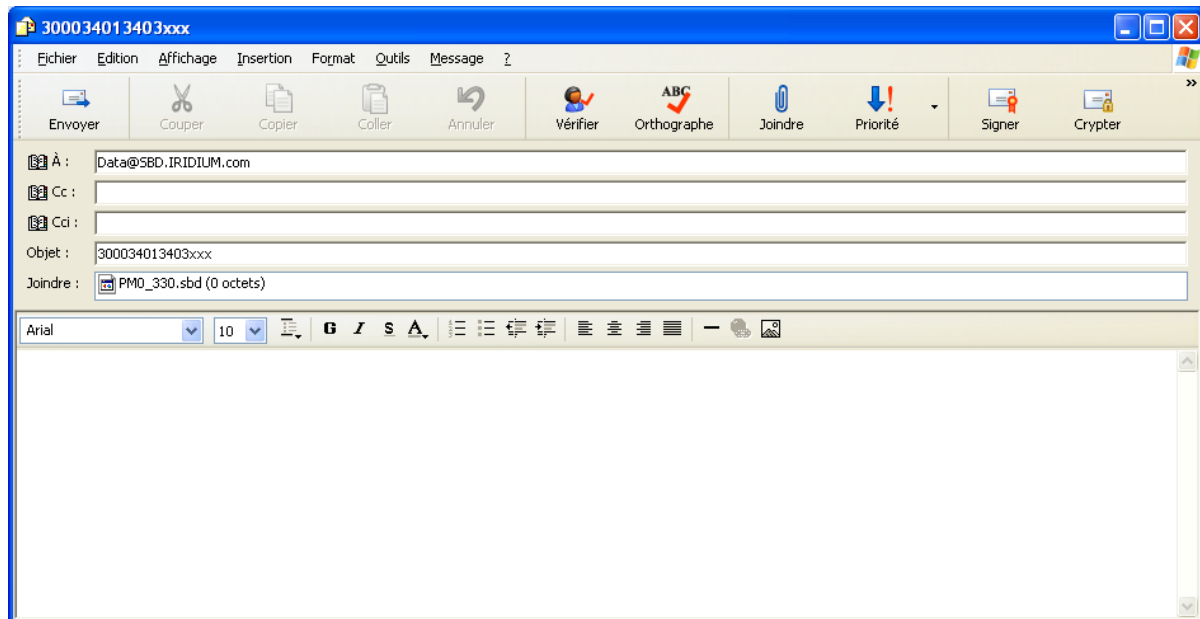 300034013403xxx
Fichier Edition Affichage Insertion Format Outils Message ?
Envoyer Couper Copier Coller Annuler Vérifier ABC Orthographe Joindre Priorité Signer Crypter »
À : Data@SBD.IRIDIUM.com
Cc :
Cci :
Objet : 300034013403xxx
Joindre : PM0_330.sbd (0 octets)
Arial 10 G I S A